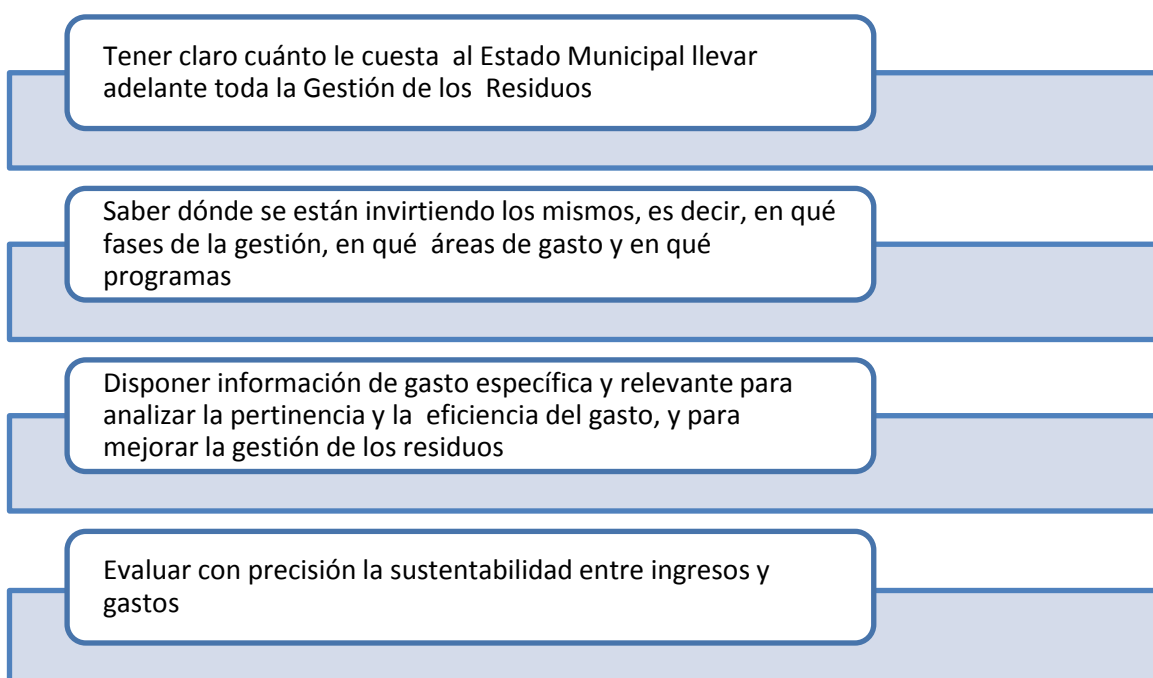 Tener claro cuánto le cuesta  al Estado Municipal llevar
adelante toda la Gestión de los  Residuos
Saber dónde se están invirtiendo los mismos, es decir, en qué
fases de la gestión, en qué  áreas de gasto y en qué
programas
Disponer información de gasto específica y relevante para
analizar la pertinencia y la  eficiencia del gasto, y para
mejorar la gestión de los residuos
Evaluar con precisión la sustentabilidad entre ingresos y
gastos